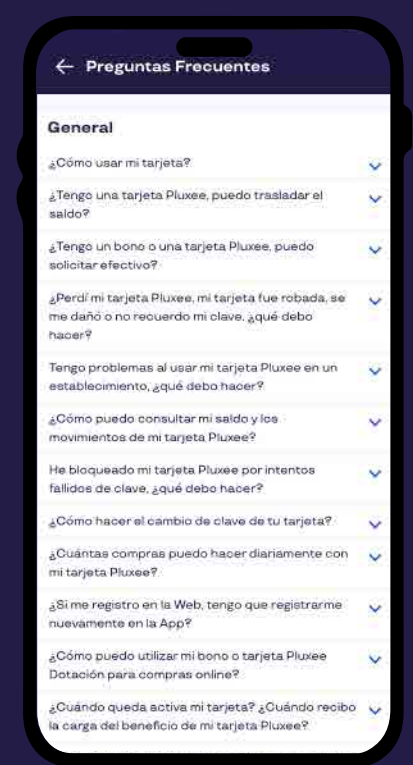 ← Preguntas Frecuentes
General
¿Cómo usar mi tarjeta?
¿Tengo una tarjeta Pluxee, puedo trasladar el
saldo?
¿Tengo un bono o una tarjeta Pluxee, puedo
solicitar efectivo?
¿Perdí mi tarjeta Pluxee, mi tarjeta fue robada, se
me dañó o no recuerdo mi clave, ¿qué debo
hacer?
Tengo problemas al usar mi tarjeta Pluxee en un
establecimiento, ¿qué debo hacer?
¿Cómo puedo consultar mi saldo y los
movimientos de mi tarjeta Pluxee?
He bloqueado mi tarjeta Pluxee por intentos
fallidos de clave, ¿qué debo hacer?
¿Cómo hacer el cambio de clave de tu tarjeta?
¿Cuántas compras puedo hacer diariamente con
mi tarjeta Pluxee?
¿Si me registro en la Web, tengo que registrarme
nuevamente en la App?
¿Cómo puedo utilizar mi bono o tarjeta Pluxee
Dotación para compras online?
¿Cuándo queda activa mi tarjeta? ¿Cuándo recibo
la carga del beneficio de mi tarjeta Pluxee?